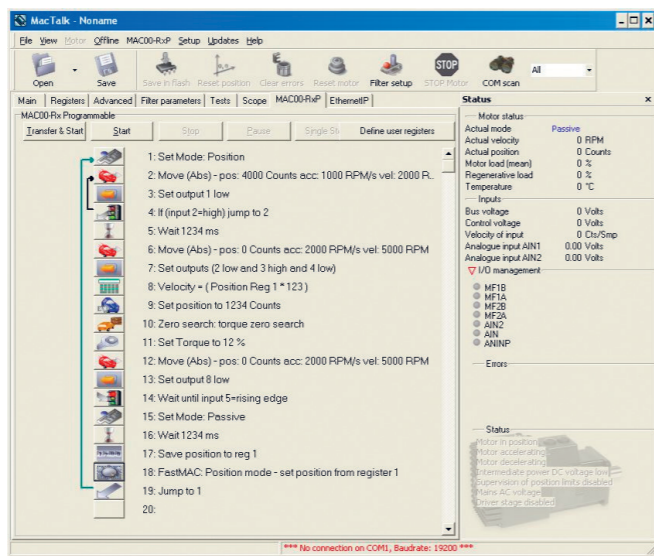 MacTalk - Noname
File View Motor Offline MAC00-RxP Setup Updates Help
Open Save Save in flash Reset position Clear errors Reset motor Filter setup STOP Motor COM scan All
STOP
Main Registers Advanced Filter parameters Tests Scope MAC00-RxP EthernetIP
MAC00-Rx Programmable
Transfer & Start Start Stop Pause Single St Define user registers
1: Set Mode: Position
2: Move (Abs) - pos: 4000 Counts acc: 1000 RPM/s vel: 2000 R..
3: Set output 1 low
4: If (input 2=high) jump to 2
5: Wait 1234 ms
6: Move (Abs) - pos: 0 Counts acc: 2000 RPM/s vel: 5000 RPM
7: Set outputs (2 low and 3 high and 4 low)
8: Velocity = ( Position Reg 1 * 123 )
9: Set position to 1234 Counts
10: Zero search: torque zero search
11: Set Torque to 12 %
12: Move (Abs) - pos: 0 Counts acc: 2000 RPM/s vel: 5000 RPM
13: Set output 8 low
14: Wait until input 5=rising edge
15: Set Mode: Passive
16: Wait 1234 ms
17: Save position to reg 1
18: FastMAC: Position mode - set position from register 1
19: Jump to 1
20:
Status
Motor status
Actual mode Passive
Actual velocity 0 RPM
Actual position 0 Counts
Motor load (mean) 0 %
Regenerative load 0 %
Temperature 0 °C
Inputs
Bus voltage 0 Volts
Control voltage 0 Volts
Velocity of input 0 Cts/Smp
Analogue input AIN1 0.00 Volts
Analogue input AIN2 0.00 Volts
I/O management
MF1B
MF1A
MF2B
MF2A
AIN2
AIN
ANINP
Errors
Status
Motor in position
Motor accelerating
Motor decelerating
Intermediate power DC voltage low
Supervision of position limits disabled
Mains AC voltage
Driver stage disabled
*** No connection on COM1, Baudrate: 19200 ***